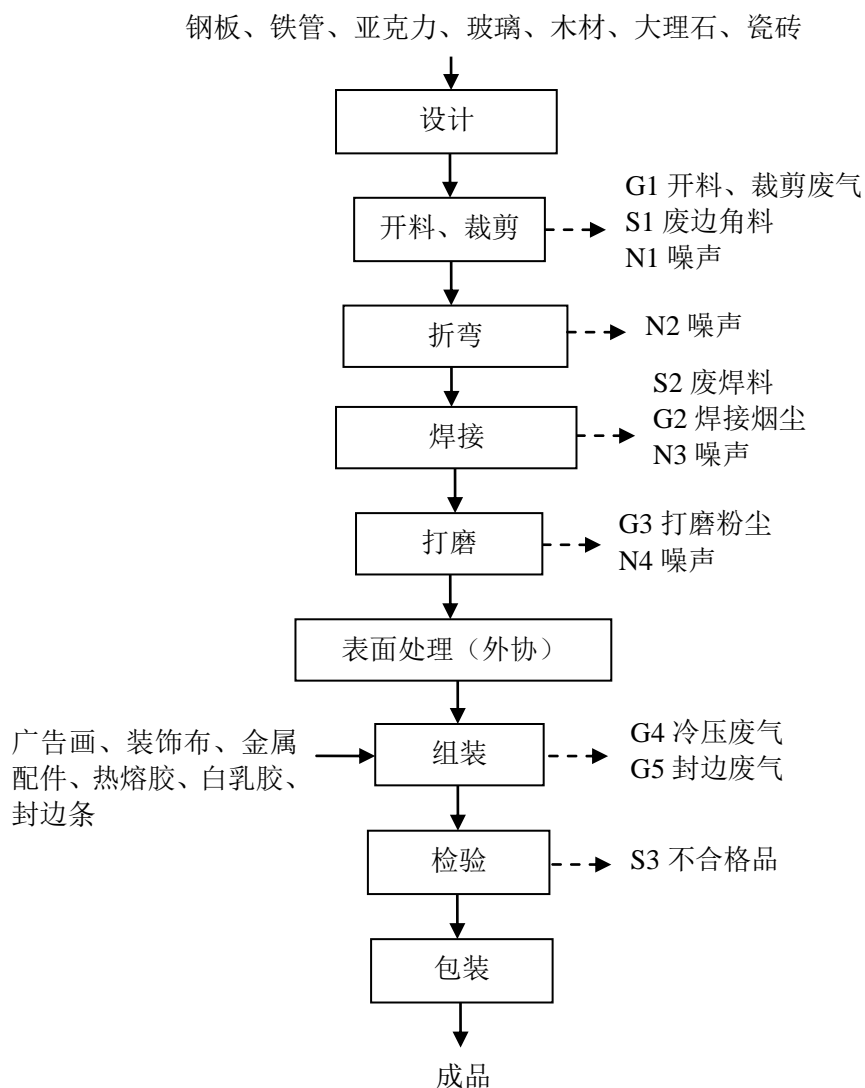 钢板、铁管、亚克力、玻璃、木材、大理石、瓷砖
设计
开料、裁剪
G1 开料、裁剪废气
S1 废边角料
N1 噪声
折弯
N2 噪声
焊接
S2 废焊料
G2 焊接烟尘
N3 噪声
打磨
G3 打磨粉尘
N4 噪声
表面处理（外协）
广告画、装饰布、金属
配件、热熔胶、白乳胶、
封边条
组装
G4 冷压废气
G5 封边废气
检验
S3 不合格品
包装
成品